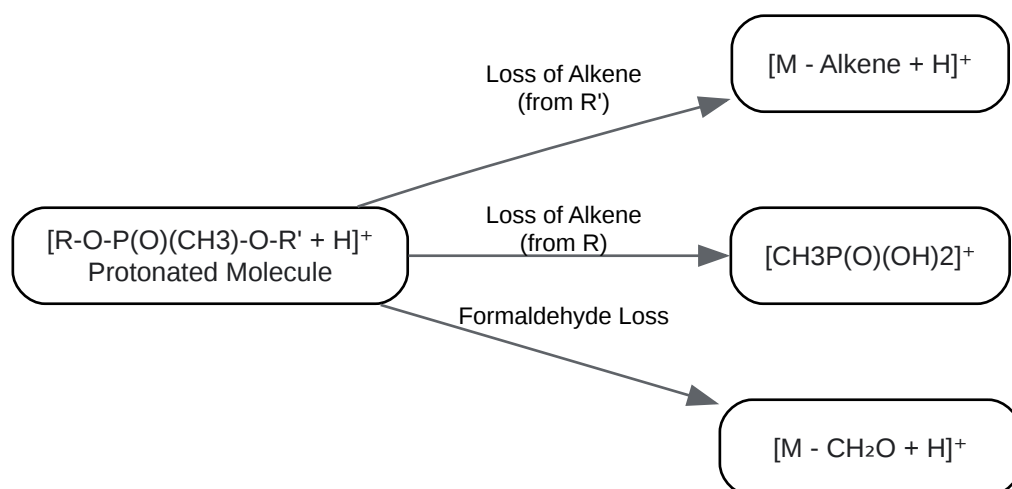 Loss of Alkene
(from R')
[M - Alkene + H]⁺
[R-O-P(O)(CH3)-O-R' + H]⁺
Protonated Molecule
Loss of Alkene
(from R)
[CH3P(O)(OH)2]⁺
Formaldehyde Loss
[M - CH₂O + H]⁺